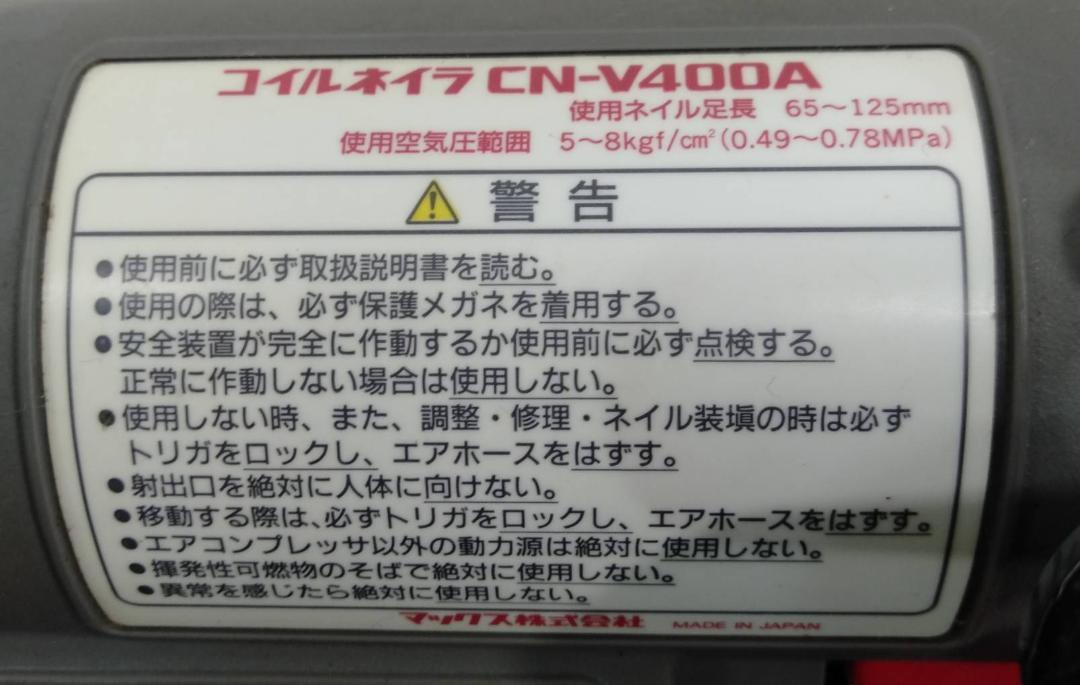 コイルネイラ CN-V400A
使用ネイル足長 65〜125mm
使用空気圧範囲 5〜8kgf/cm²(0.49〜0.78MPa)
警告
●使用前に必ず取扱説明書を読む。
●使用の際は、必ず保護メガネを着用する。
●安全装置が完全に作動するか使用前に必ず点検する。
正常に作動しない場合は使用しない。
●使用しない時、また、調整・修理・ネイル装塡の時は必ず
トリガをロックし、エアホースをはずす。
●射出口を絶対に人体に向けない。
●移動する際は、必ずトリガをロックし、エアホースをはずす。
●エアコンプレッサ以外の動力源は絶対に使用しない。
●揮発性可燃物のそばで絶対に使用しない。
●異常を感じたら絶対に使用しない。
マックス株式会社 MADE IN JAPAN